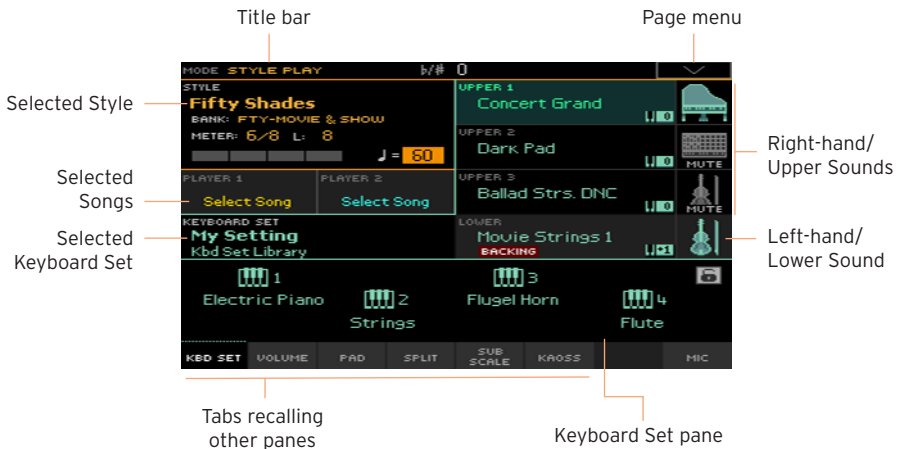 Title bar
Page menu
MODE STYLE PLAY ♭/# 0
STYLE
Fifty Shades
BANK: FTY-MOVIE & SHOW
METER: 6/8 L: 8
♩= 60
UPPER 1
Concert Grand
0
UPPER 2
Dark Pad
0
MUTE
UPPER 3
Ballad Strs. DNC
0
MUTE
PLAYER 1
Select Song
PLAYER 2
Select Song
KEYBOARD SET
My Setting
Kbd Set Library
LOWER
Movie Strings 1
BACKING
+1
1
Electric Piano
2
Strings
3
Flugel Horn
4
Flute
KBD SET VOLUME PAD SPLIT SUB SCALE KAOSS MIC
Selected Style
Selected
Songs
Selected
Keyboard Set
Right-hand/
Upper Sounds
Left-hand/
Lower Sound
Tabs recalling
other panes
Keyboard Set pane